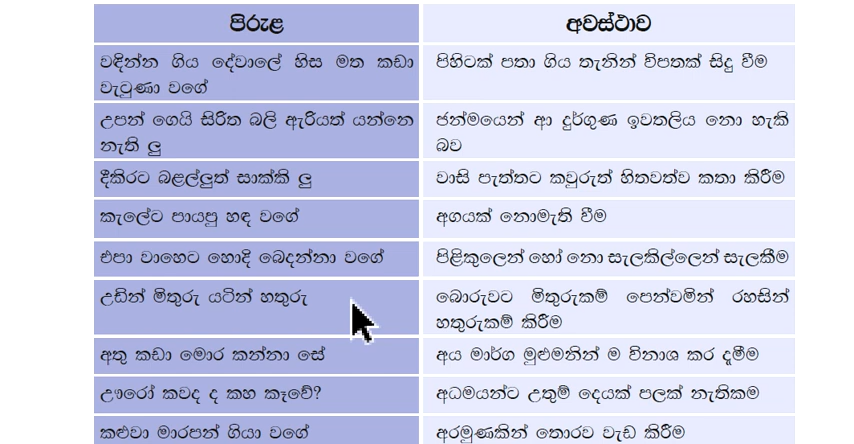 පිරුළ
අවස්ථාව
වඳින්න ගිය දේවාලේ හිස මත කඩා
වැටුණා වගේ
පිහිටක් පතා ගිය තැනින් විපතක් සිදු වීම
උපන් ගෙයි සිරිත බලි ඇරියත් යන්නෙ
නැති ලු
ජන්මයෙන් ආ දුර්ගුණ ඉවතලිය නො හැකි
බව
දීකිරට බළල්ලුත් සාක්කි ලු
වාසි පැත්තට කවුරුත් හිතවත්ව කතා කිරීම
කැලේට පායපු හඳ වගේ
අගයක් නොමැති වීම
එපා වාහෙට හොදි බෙදන්නා වගේ
පිළිකුලෙන් හෝ නො සැලකිල්ලෙන් සැලකීම
උඩින් මිතුරු යටින් හතුරු
බොරුවට මිතුරුකම් පෙන්වමින් රහසින්
හතුරුකම් කිරීම
අතු කඩා මොර කන්නා සේ
අය මාර්ග මුළුමනින් ම විනාශ කර දැමීම
ඌරෝ කවද ද කහ කෑවේ?
අධමයන්ට උතුම් දෙයක් පලක් නැතිකම
කළුවා මාරපන් ගියා වගේ
අරමුණකින් තොරව වැඩ කිරීම